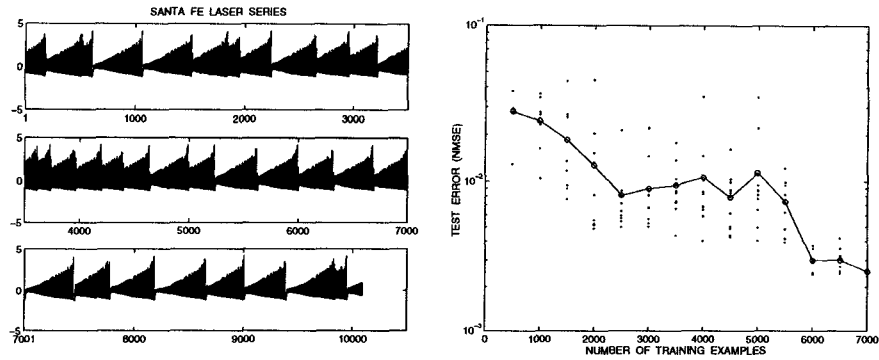 SANTA FE LASER SERIES
5
0
-5
1 1000 2000 3000
5
0
-5
4000 5000 6000 7000
5
0
-5
7001 8000 9000 10000
10^-1
10^-2
10^-3
TEST ERROR (NMSE)
0 1000 2000 3000 4000 5000 6000 7000
NUMBER OF TRAINING EXAMPLES